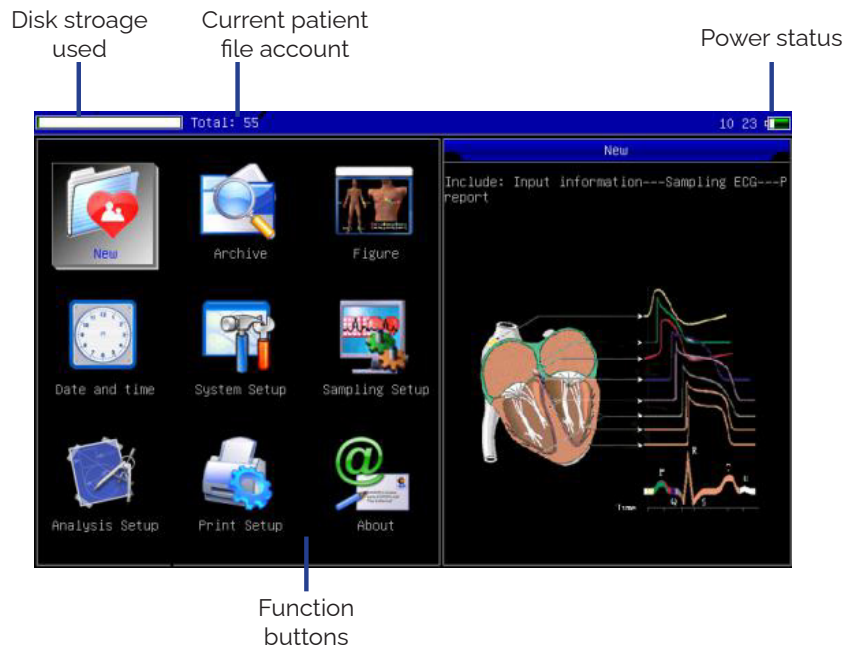 Disk stroage
used
Current patient
file account
Power status
Total: 55
10 23
New
Include: Input information---Sampling ECG---P
report
New
Archive
Figure
Date and time
System Setup
Sampling Setup
Analysis Setup
Print Setup
About
R
P
T
U
Q
S
Time
Function
buttons